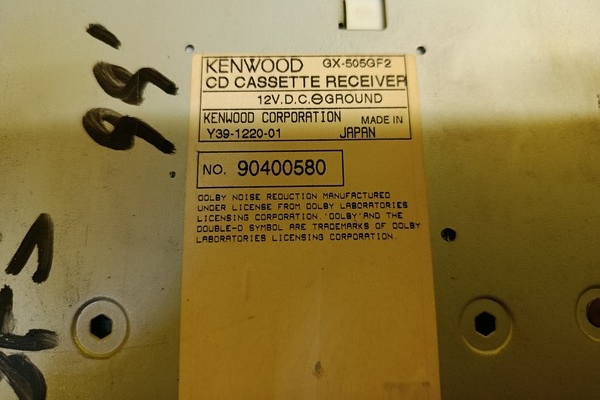 KENWOOD GX-505GF2
CD CASSETTE RECEIVER
12V.D.C.⊖GROUND
KENWOOD CORPORATION MADE IN
Y39-1220-01 JAPAN
NO. 90400580
DOLBY NOISE REDUCTION MANUFACTURED
UNDER LICENSE FROM DOLBY LABORATORIES
LICENSING CORPORATION. 'DOLBY' AND THE
DOUBLE-D SYMBOL ARE TRADEMARKS OF DOLBY
LABORATORIES LICENSING CORPORATION.